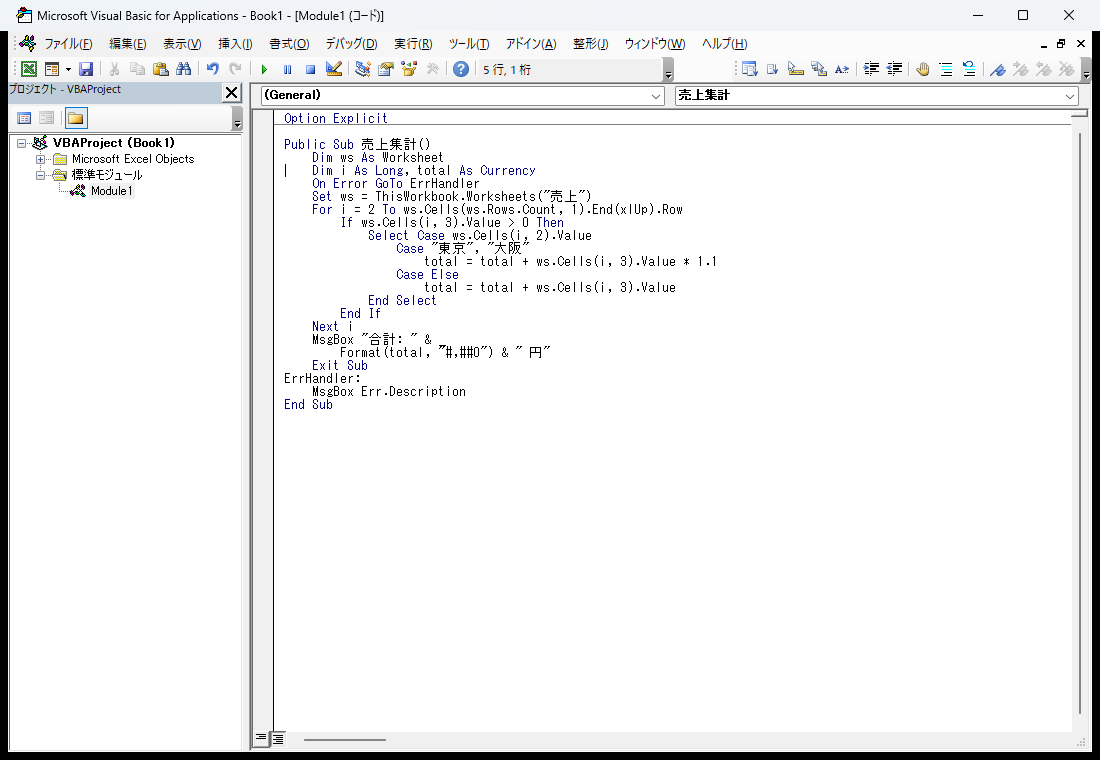 Microsoft Visual Basic for Applications - Book1 - [Module1 (コード)]
ファイル(F) 編集(E) 表示(V) 挿入(I) 書式(O) デバッグ(D) 実行(R) ツール(T) アドイン(A) 整形(J) ウィンドウ(W) ヘルプ(H)
5 行, 1 桁
プロジェクト - VBAProject
VBAProject (Book1)
Microsoft Excel Objects
標準モジュール
Module1
(General) 売上集計
Option Explicit
Public Sub 売上集計()
Dim ws As Worksheet
Dim i As Long, total As Currency
On Error GoTo ErrHandler
Set ws = ThisWorkbook.Worksheets("売上")
For i = 2 To ws.Cells(ws.Rows.Count, 1).End(xlUp).Row
If ws.Cells(i, 3).Value > 0 Then
Select Case ws.Cells(i, 2).Value
Case "東京", "大阪"
total = total + ws.Cells(i, 3).Value * 1.1
Case Else
total = total + ws.Cells(i, 3).Value
End Select
End If
Next i
MsgBox "合計: " &
Format(total, "#,##0") & " 円"
Exit Sub
ErrHandler:
MsgBox Err.Description
End Sub